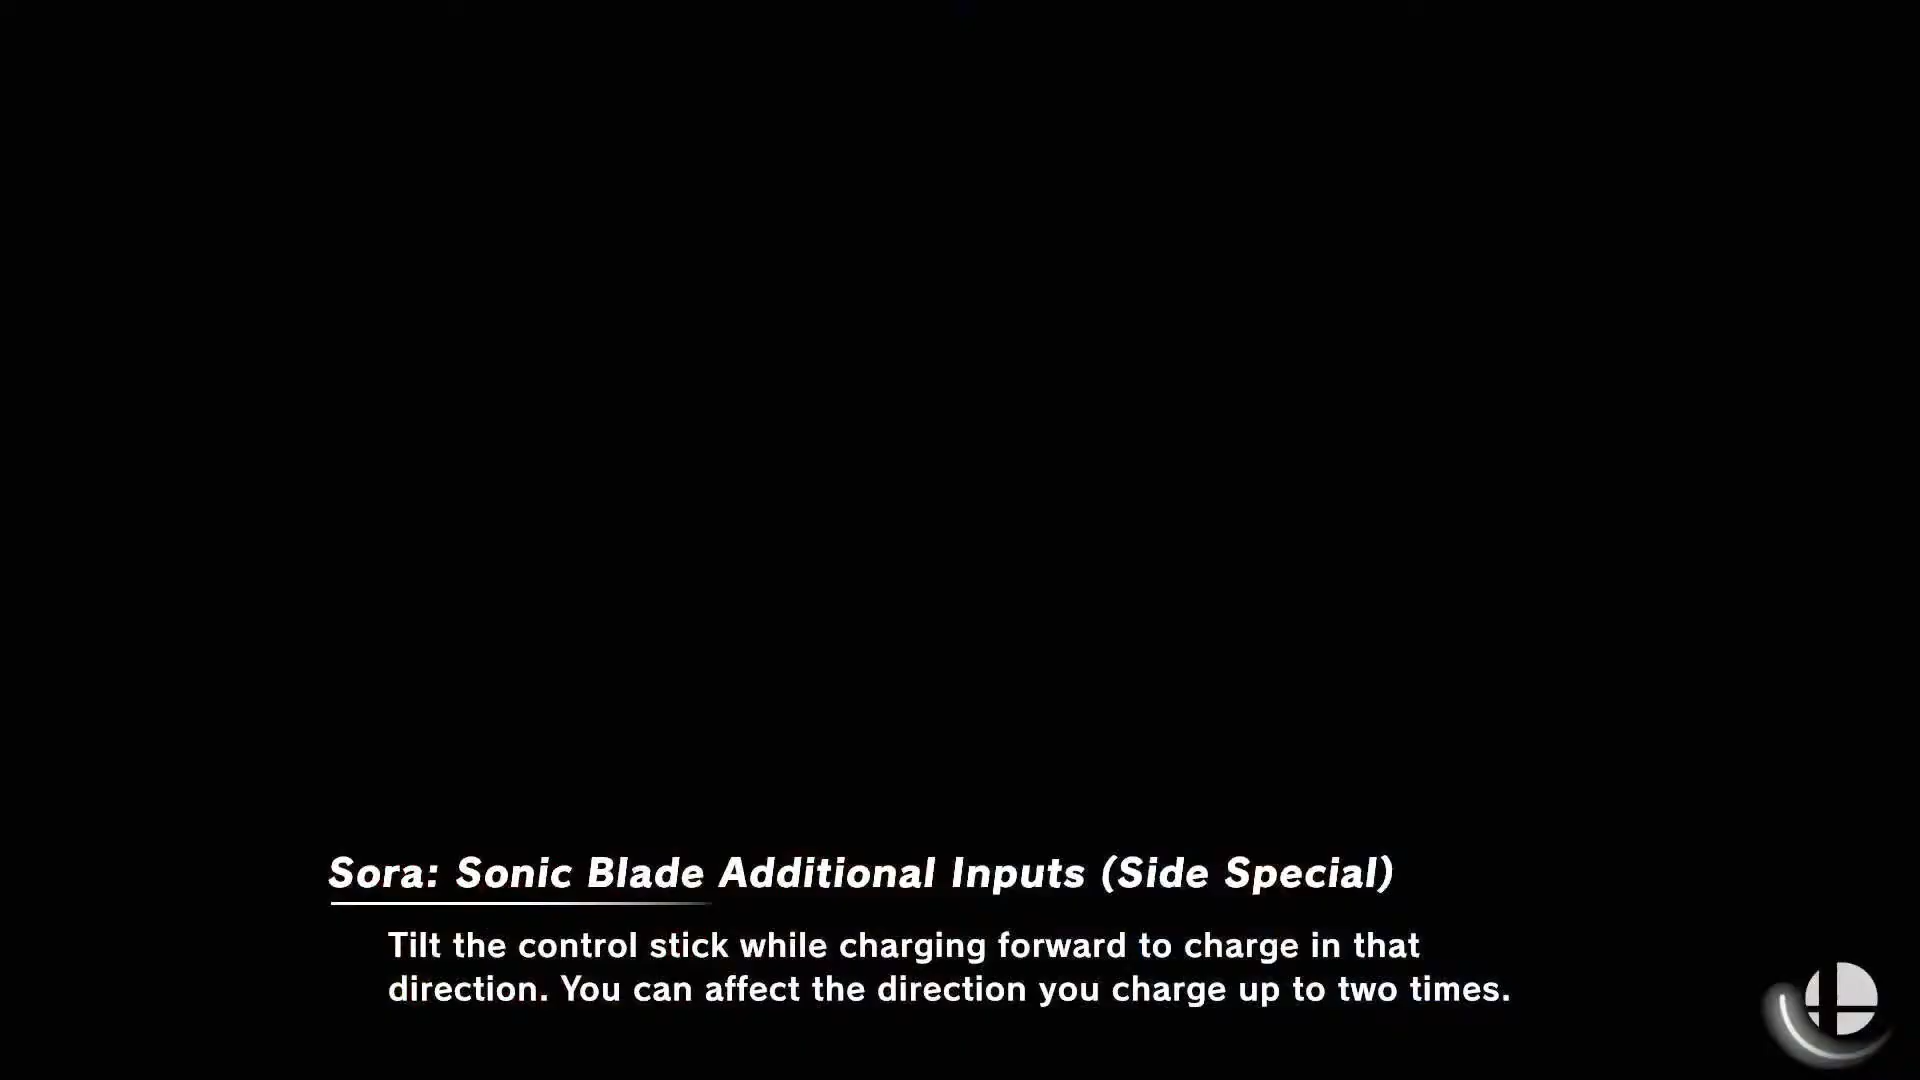 Sora: Sonic Blade Additional Inputs (Side Special)
Tilt the control stick while charging forward to charge in that
direction. You can affect the direction you charge up to two times.